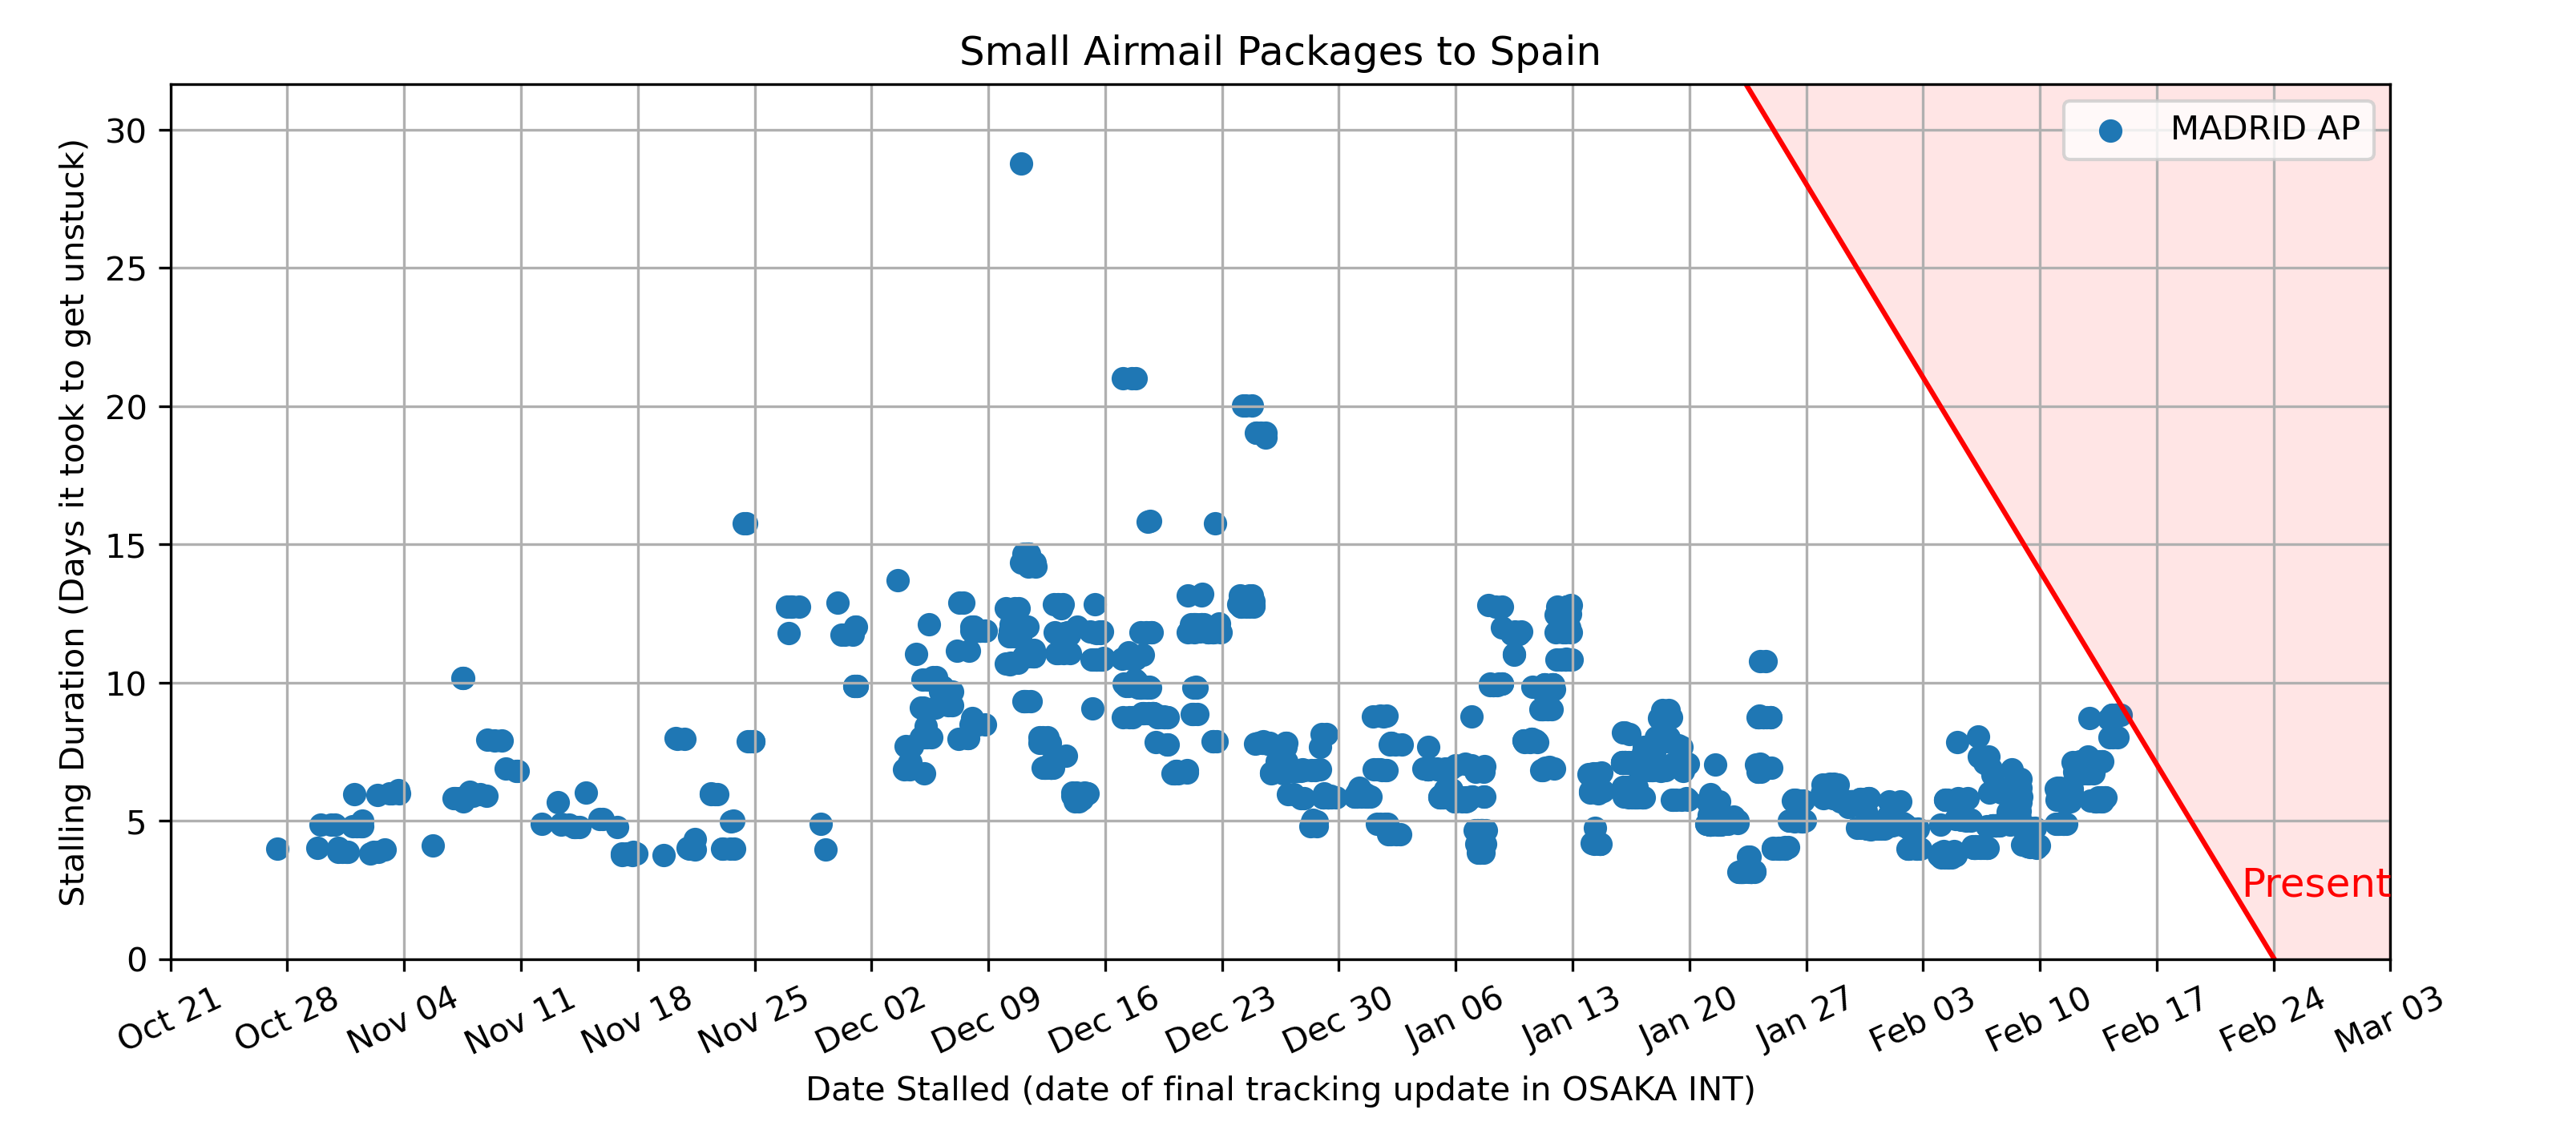 Small Airmail Packages to Spain
MADRID AP
Stalling Duration (Days it took to get unstuck)
30
25
20
15
10
5
0
Present
Oct 21 Oct 28 Nov 04 Nov 11 Nov 18 Nov 25 Dec 02 Dec 09 Dec 16 Dec 23 Dec 30 Jan 06 Jan 13 Jan 20 Jan 27 Feb 03 Feb 10 Feb 17 Feb 24 Mar 03
Date Stalled (date of final tracking update in OSAKA INT)